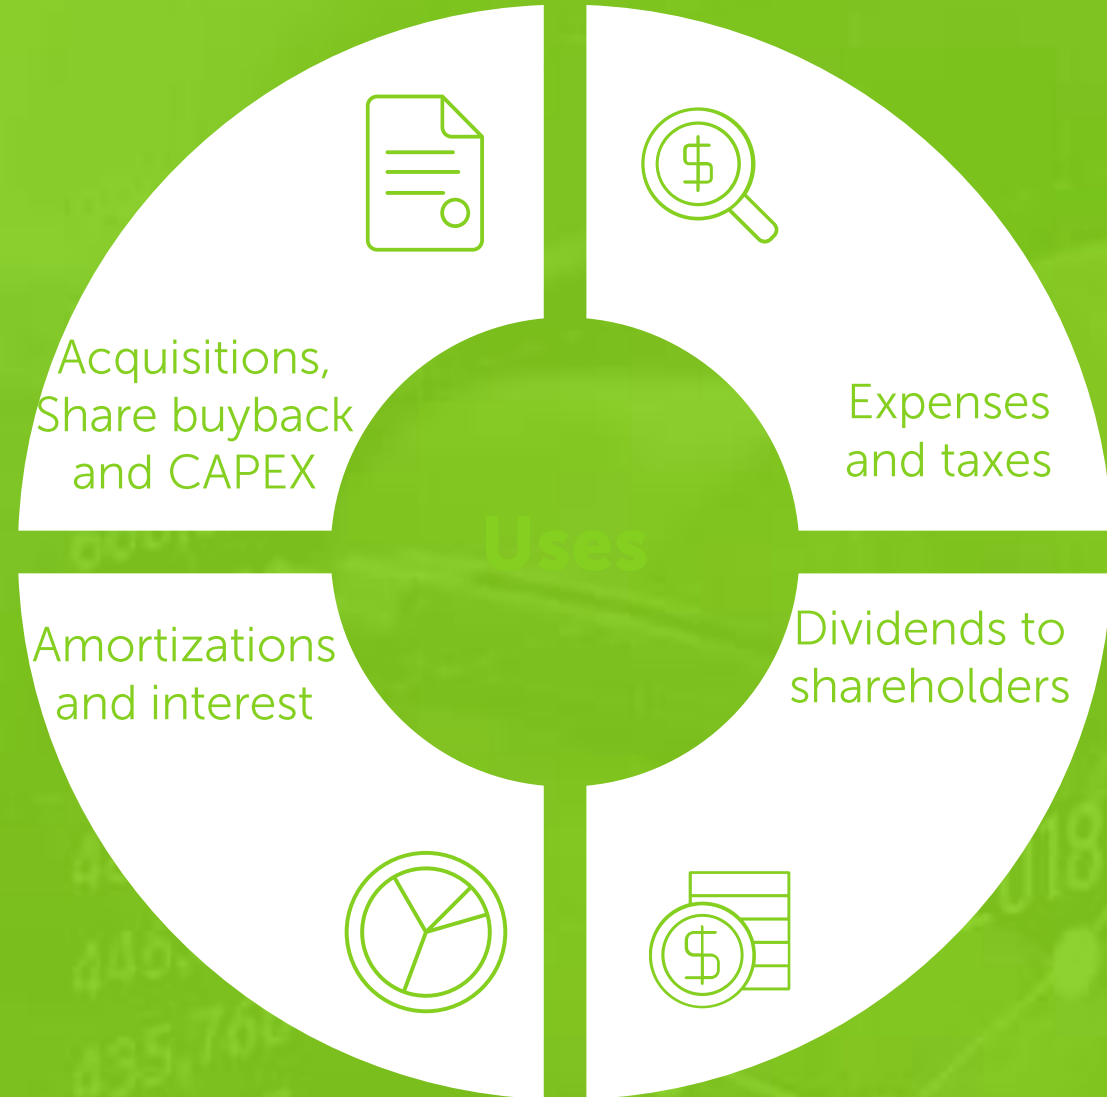 Acquisitions,
Share buyback
and CAPEX
Expenses
and taxes
Uses
Amortizations
and interest
Dividends to
shareholders
$
$